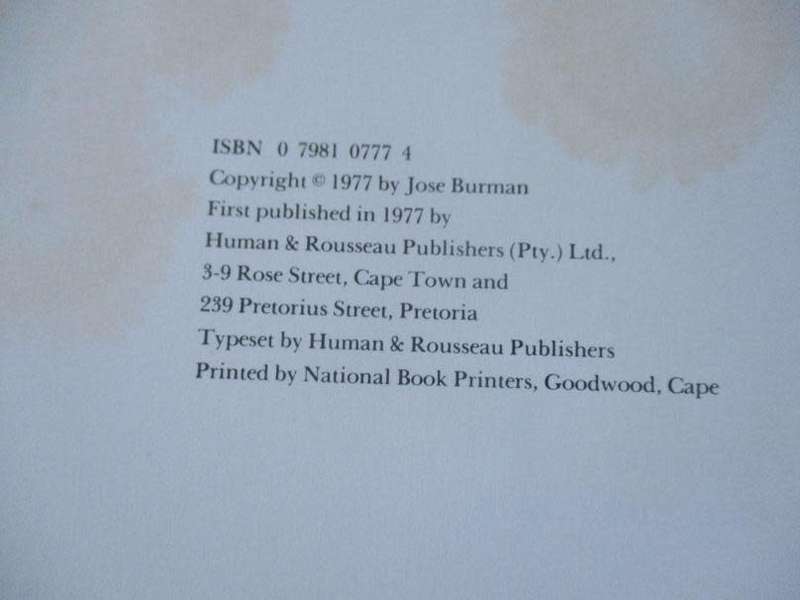 ISBN 0 7981 0777 4
Copyright © 1977 by Jose Burman
First published in 1977 by
Human & Rousseau Publishers (Pty.) Ltd.,
3-9 Rose Street, Cape Town and
239 Pretorius Street, Pretoria
Typeset by Human & Rousseau Publishers
Printed by National Book Printers, Goodwood, Cape